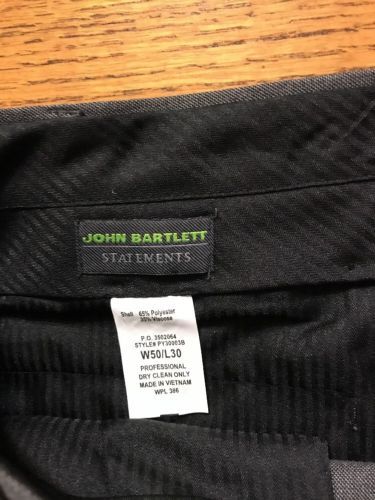 JOHN BARTLETT
STATEMENTS
Shell 65% Polyester
35%Viscose
P.O. 3502064
STYLE# PY30003B
W50/L30
PROFESSIONAL
DRY CLEAN ONLY
MADE IN VIETNAM
WPL 386